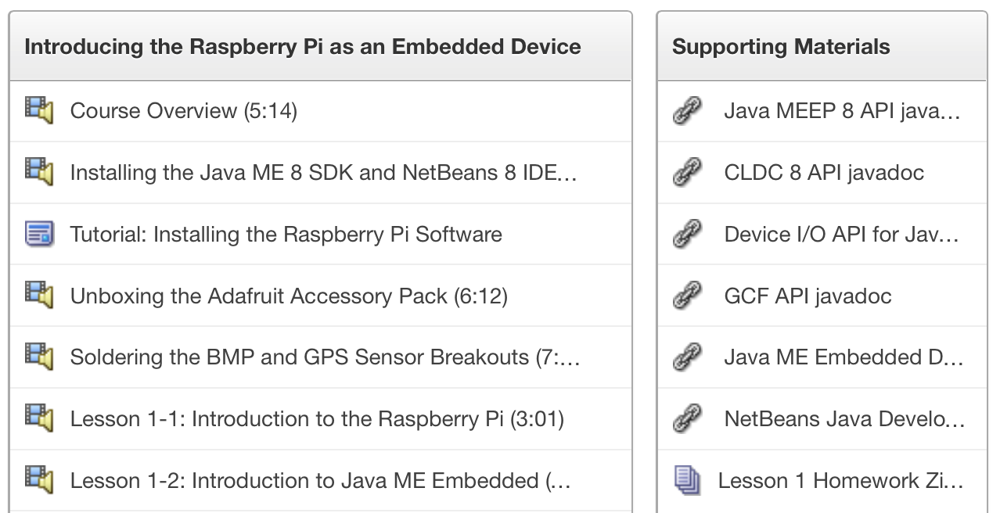 Introducing the Raspberry Pi as an Embedded Device
Course Overview (5:14)
Installing the Java ME 8 SDK and NetBeans 8 IDE...
Tutorial: Installing the Raspberry Pi Software
Unboxing the Adafruit Accessory Pack (6:12)
Soldering the BMP and GPS Sensor Breakouts (7:...
Lesson 1-1: Introduction to the Raspberry Pi (3:01)
Lesson 1-2: Introduction to Java ME Embedded (...
Supporting Materials
Java MEEP 8 API java...
CLDC 8 API javadoc
Device I/O API for Jav...
GCF API javadoc
Java ME Embedded D...
NetBeans Java Develo...
Lesson 1 Homework Zi...